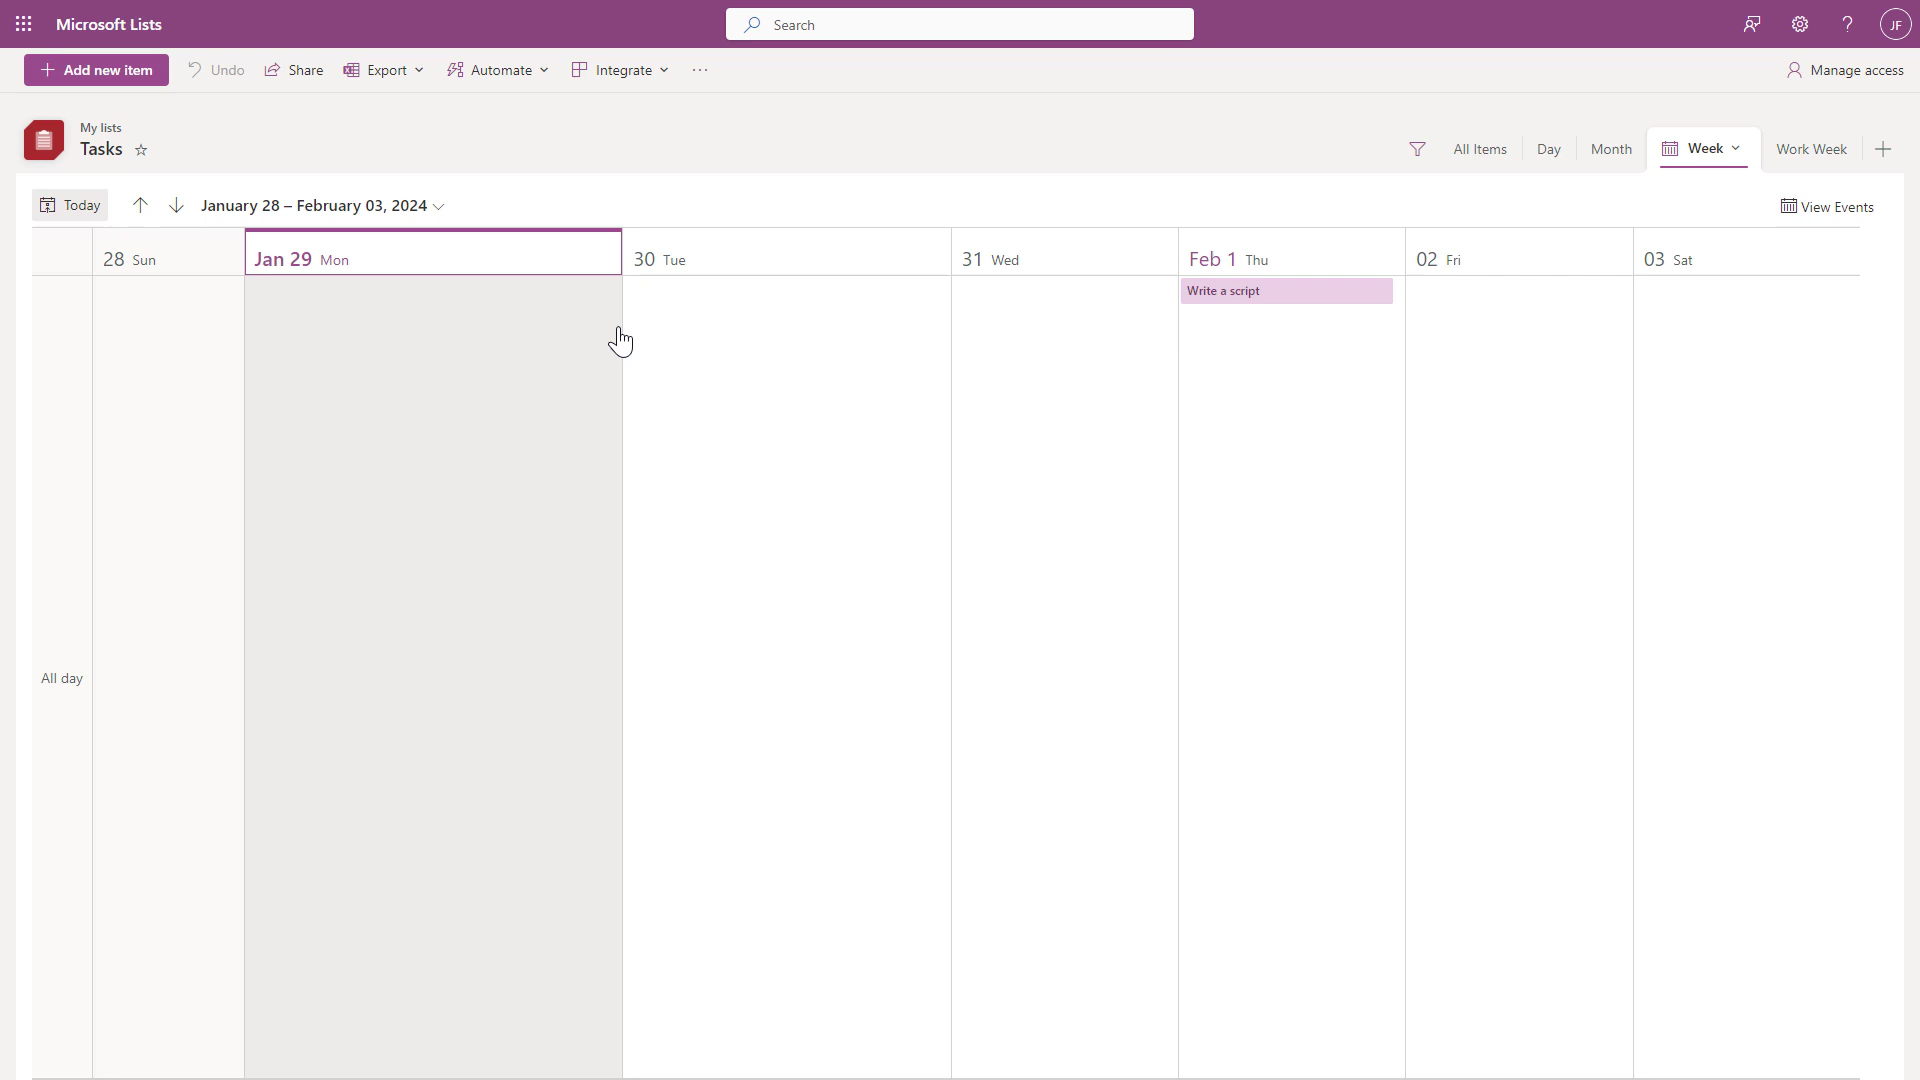 Microsoft Lists
Search
JF
Add new item
Undo
Share
Export
Automate
Integrate
Manage access
My lists
Tasks
All Items
Day
Month
Week
Work Week
Today
January 28 – February 03, 2024
View Events
28 Sun
Jan 29 Mon
30 Tue
31 Wed
Feb 1 Thu
02 Fri
03 Sat
Write a script
All day